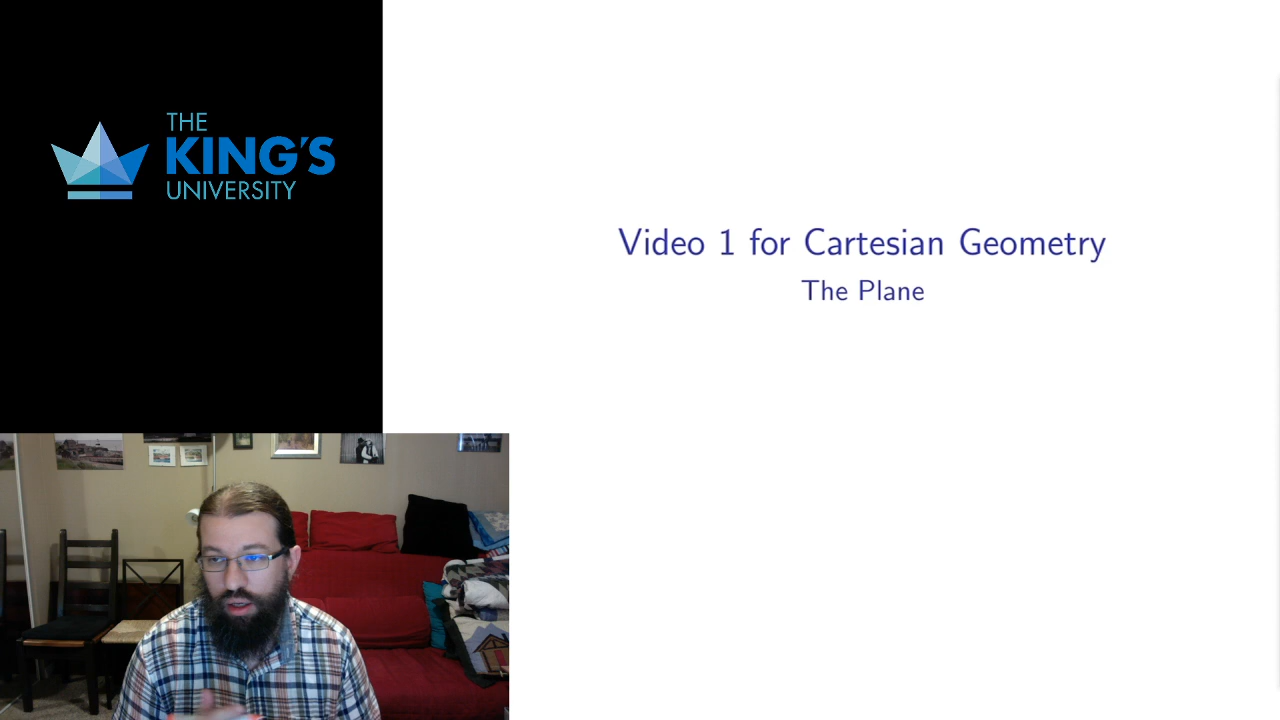 THE
KING'S
UNIVERSITY
Video 1 for Cartesian Geometry
The Plane